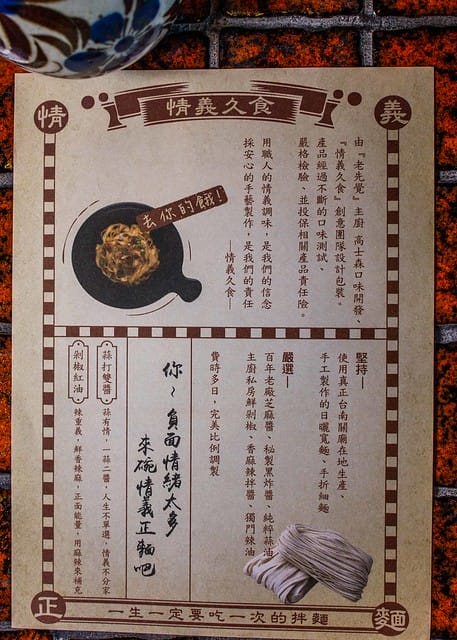 情義久食
情
義
由『老先覺』主廚 高士森口味開發、
『情義久食』創意團隊設計包裝。
產品經過不斷的口味測試、
嚴格檢驗、並投保相關產品責任險。
用職人的情義調味，是我們的信念
採安心的手藝製作，是我們的責任
——情義久食——
去你的餓！
堅持—
使用真正台南關廟在地生產、
手工製作的日曬寬麵、手折細麵
嚴選—
百年老廠芝麻醬、秘製黑炸醬、純粹蒜油
主廚私房鮮剁椒、香麻辣拌醬、獨門辣油
費時多日，完美比例調製
你~負面情緒太多
來碗情義正麵吧
蒜打雙醬 蒜有情，一蒜二醬，人生不單選，情義不分家
剁椒紅油 辣重義，鮮香辣麻，正面能量，用麻辣來補充
正
一生一定要吃一次的拌麵
麵